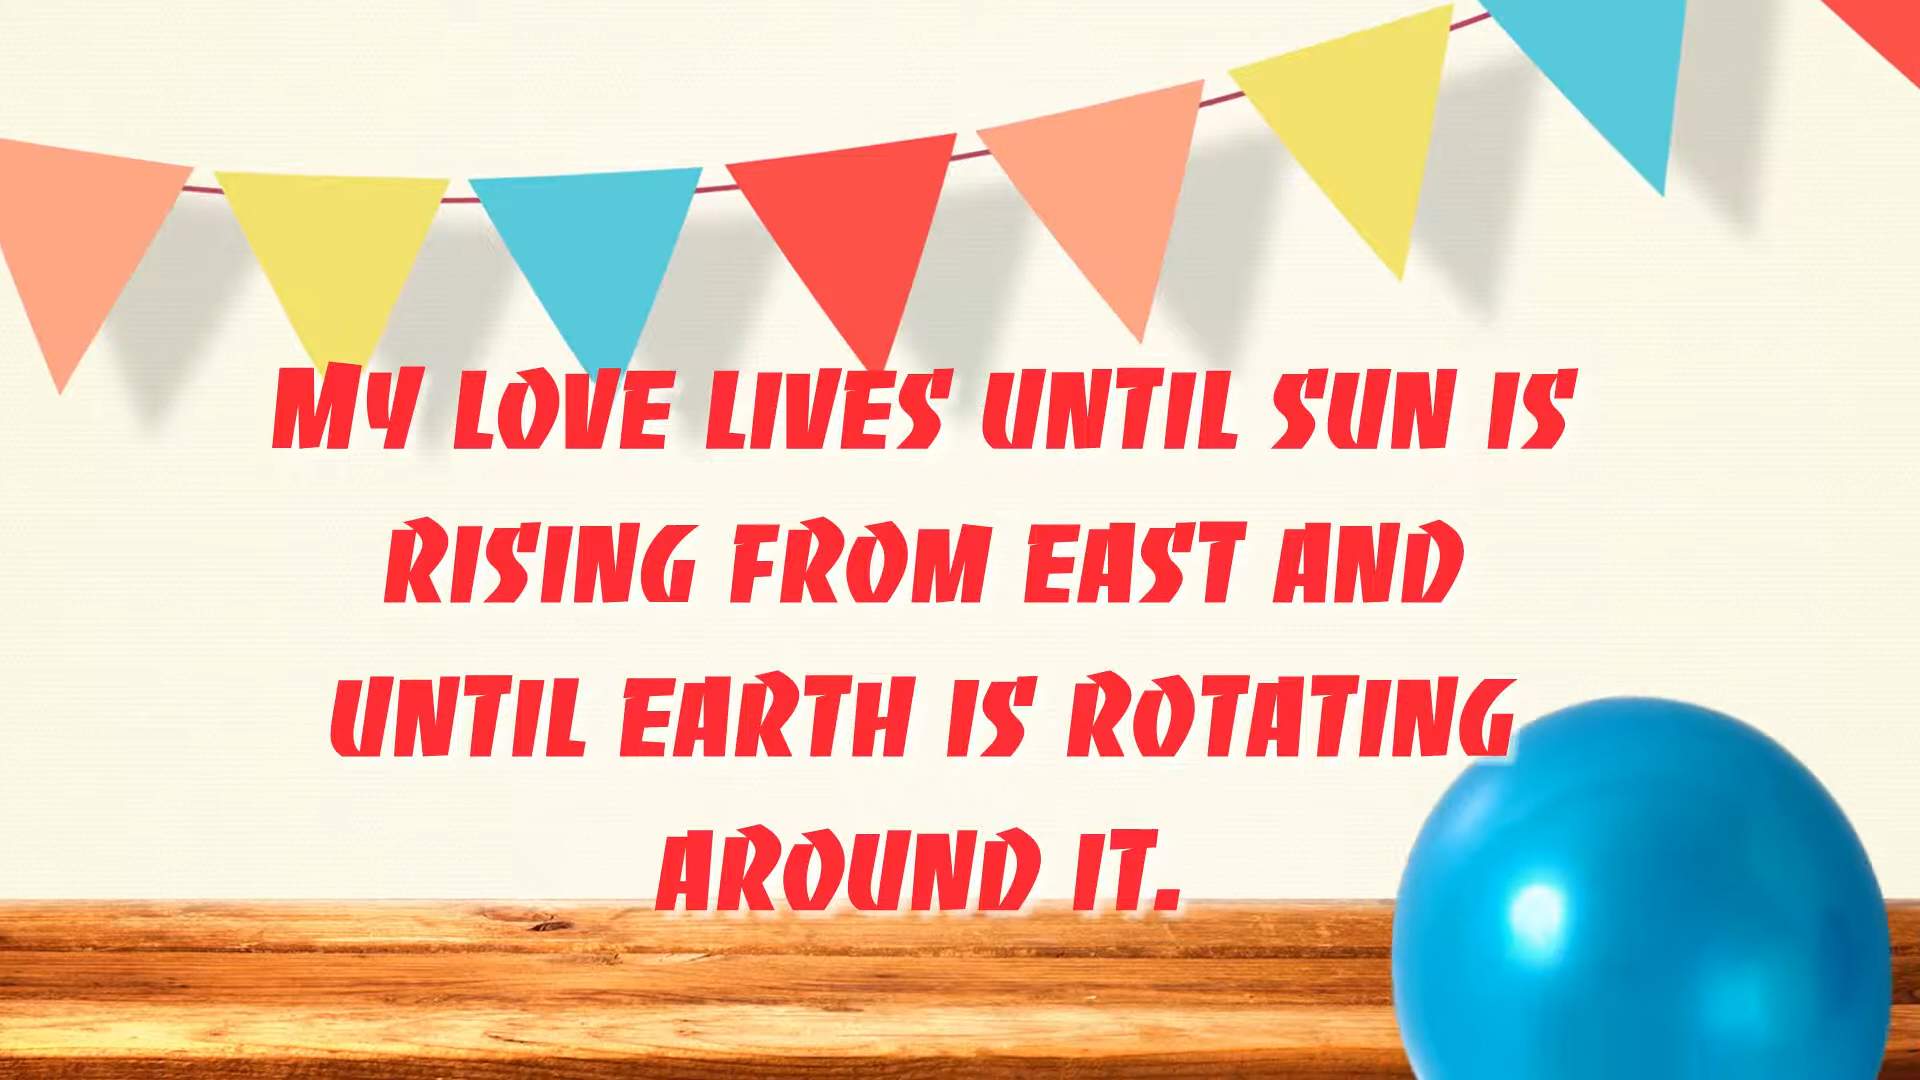 MY LOVE LIVES UNTIL SUN IS
RISING FROM EAST AND
UNTIL EARTH IS ROTATING
AROUND IT.